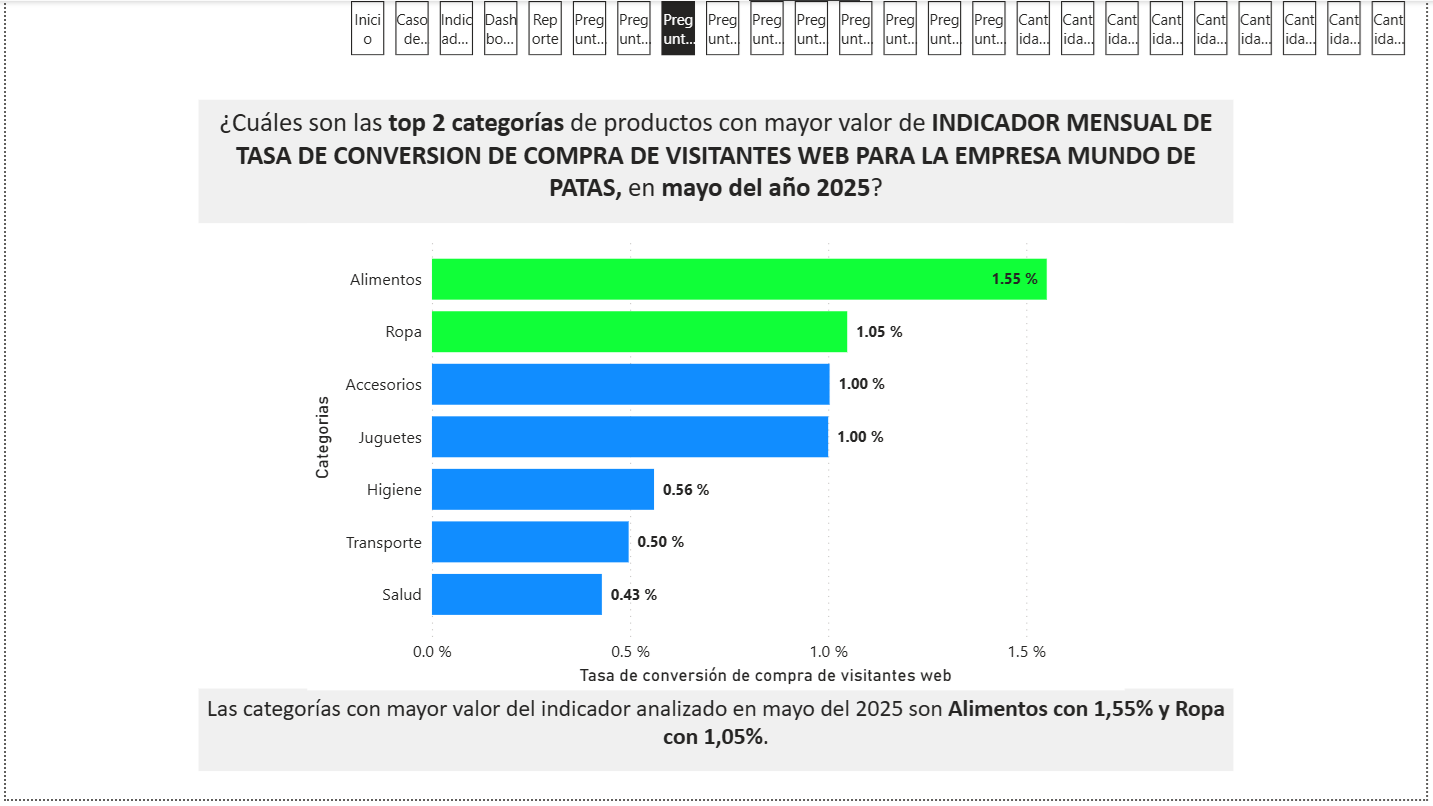 Inici
o
Caso
de...
Indic
ad...
Dash
bo...
Rep
orte
Preg
unt...
Preg
unt...
Preg
unt...
Preg
unt...
Preg
unt...
Preg
unt...
Preg
unt...
Preg
unt...
Preg
unt...
Preg
unt...
Cant
ida...
Cant
ida...
Cant
ida...
Cant
ida...
Cant
ida...
Cant
ida...
Cant
ida...
Cant
ida...
Cant
ida...
¿Cuáles son las top 2 categorías de productos con mayor valor de INDICADOR MENSUAL DE
TASA DE CONVERSION DE COMPRA DE VISITANTES WEB PARA LA EMPRESA MUNDO DE
PATAS, en mayo del año 2025?
Categorias
Alimentos 1.55 %
Ropa 1.05 %
Accesorios 1.00 %
Juguetes 1.00 %
Higiene 0.56 %
Transporte 0.50 %
Salud 0.43 %
0.0 % 0.5 % 1.0 % 1.5 %
Tasa de conversión de compra de visitantes web
Las categorías con mayor valor del indicador analizado en mayo del 2025 son Alimentos con 1,55% y Ropa
con 1,05%.